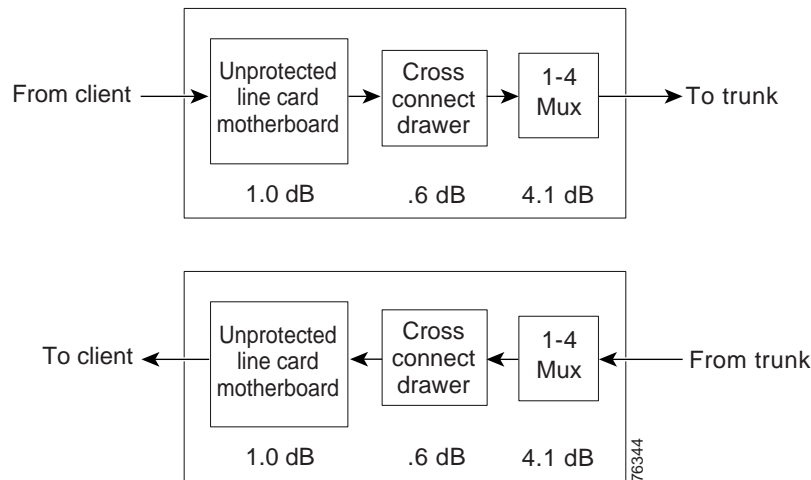 From client
Unprotected
line card
motherboard
Cross
connect
drawer
1-4
Mux
To trunk
1.0 dB
.6 dB
4.1 dB
To client
Unprotected
line card
motherboard
Cross
connect
drawer
1-4
Mux
From trunk
1.0 dB
.6 dB
4.1 dB
76344